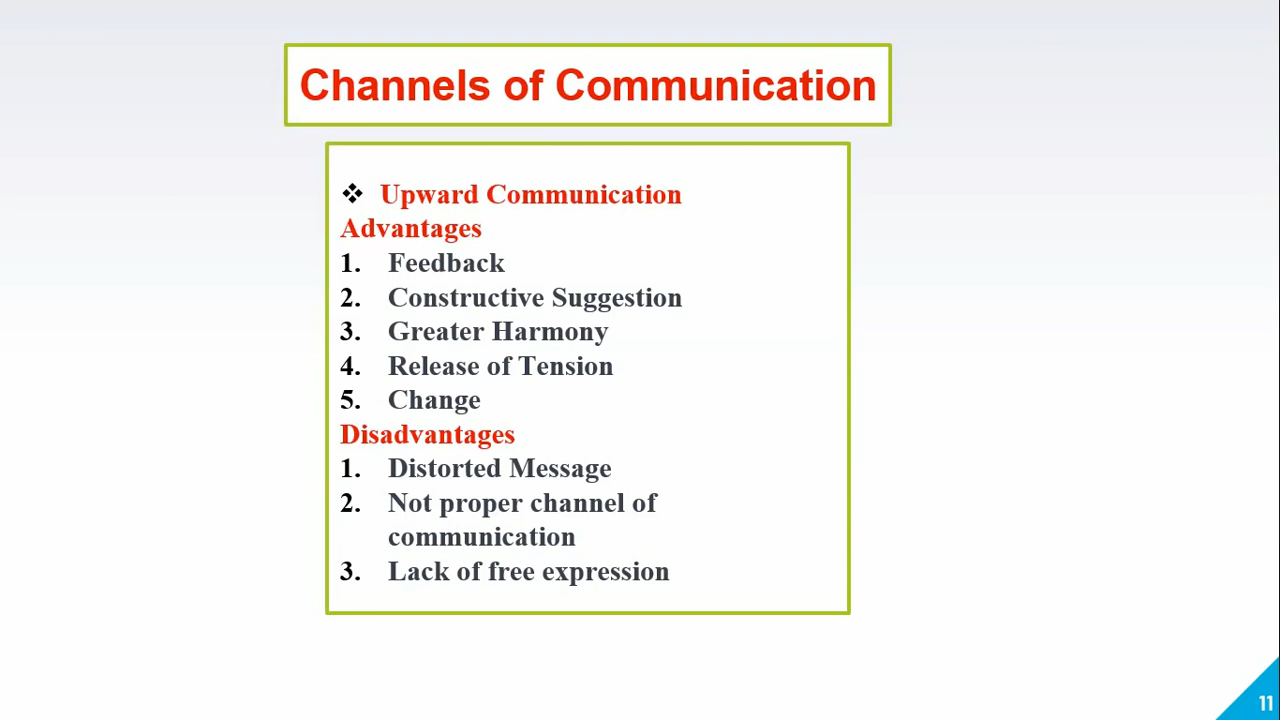 Channels of Communication
❖ Upward Communication
Advantages
1. Feedback
2. Constructive Suggestion
3. Greater Harmony
4. Release of Tension
5. Change
Disadvantages
1. Distorted Message
2. Not proper channel of
communication
3. Lack of free expression
11